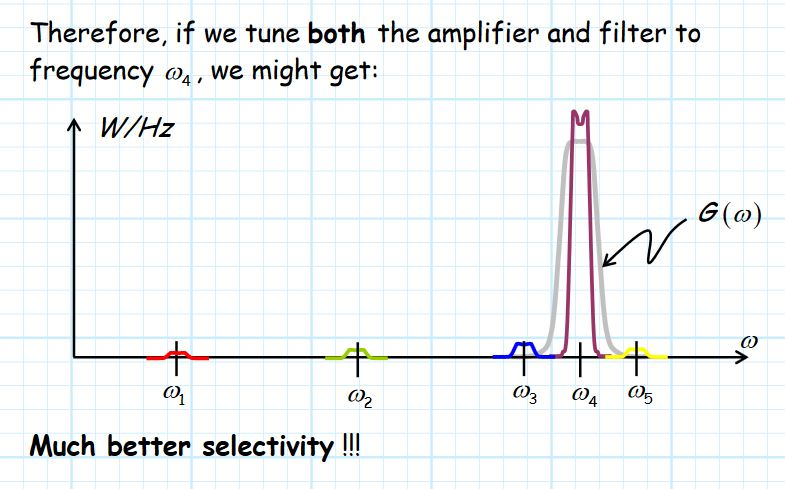 Therefore, if we tune both the amplifier and filter to
frequency ω₄, we might get:
W/Hz
G(ω)
ω
ω₁
ω₂
ω₃
ω₄
ω₅
Much better selectivity !!!